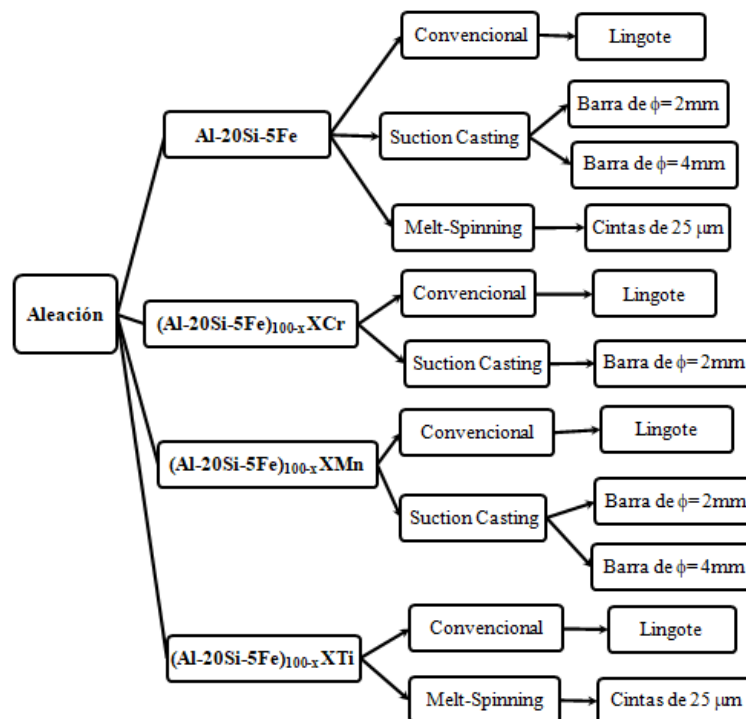 Aleación
Al-20Si-5Fe
Convencional
Lingote
Suction Casting
Barra de ϕ= 2mm
Barra de ϕ= 4mm
Melt-Spinning
Cintas de 25 μm
(Al-20Si-5Fe)100-x XCr
Convencional
Lingote
Suction Casting
Barra de ϕ= 2mm
(Al-20Si-5Fe)100-x XMn
Convencional
Lingote
Suction Casting
Barra de ϕ= 2mm
Barra de ϕ= 4mm
(Al-20Si-5Fe)100-x XTi
Convencional
Lingote
Melt-Spinning
Cintas de 25 μm